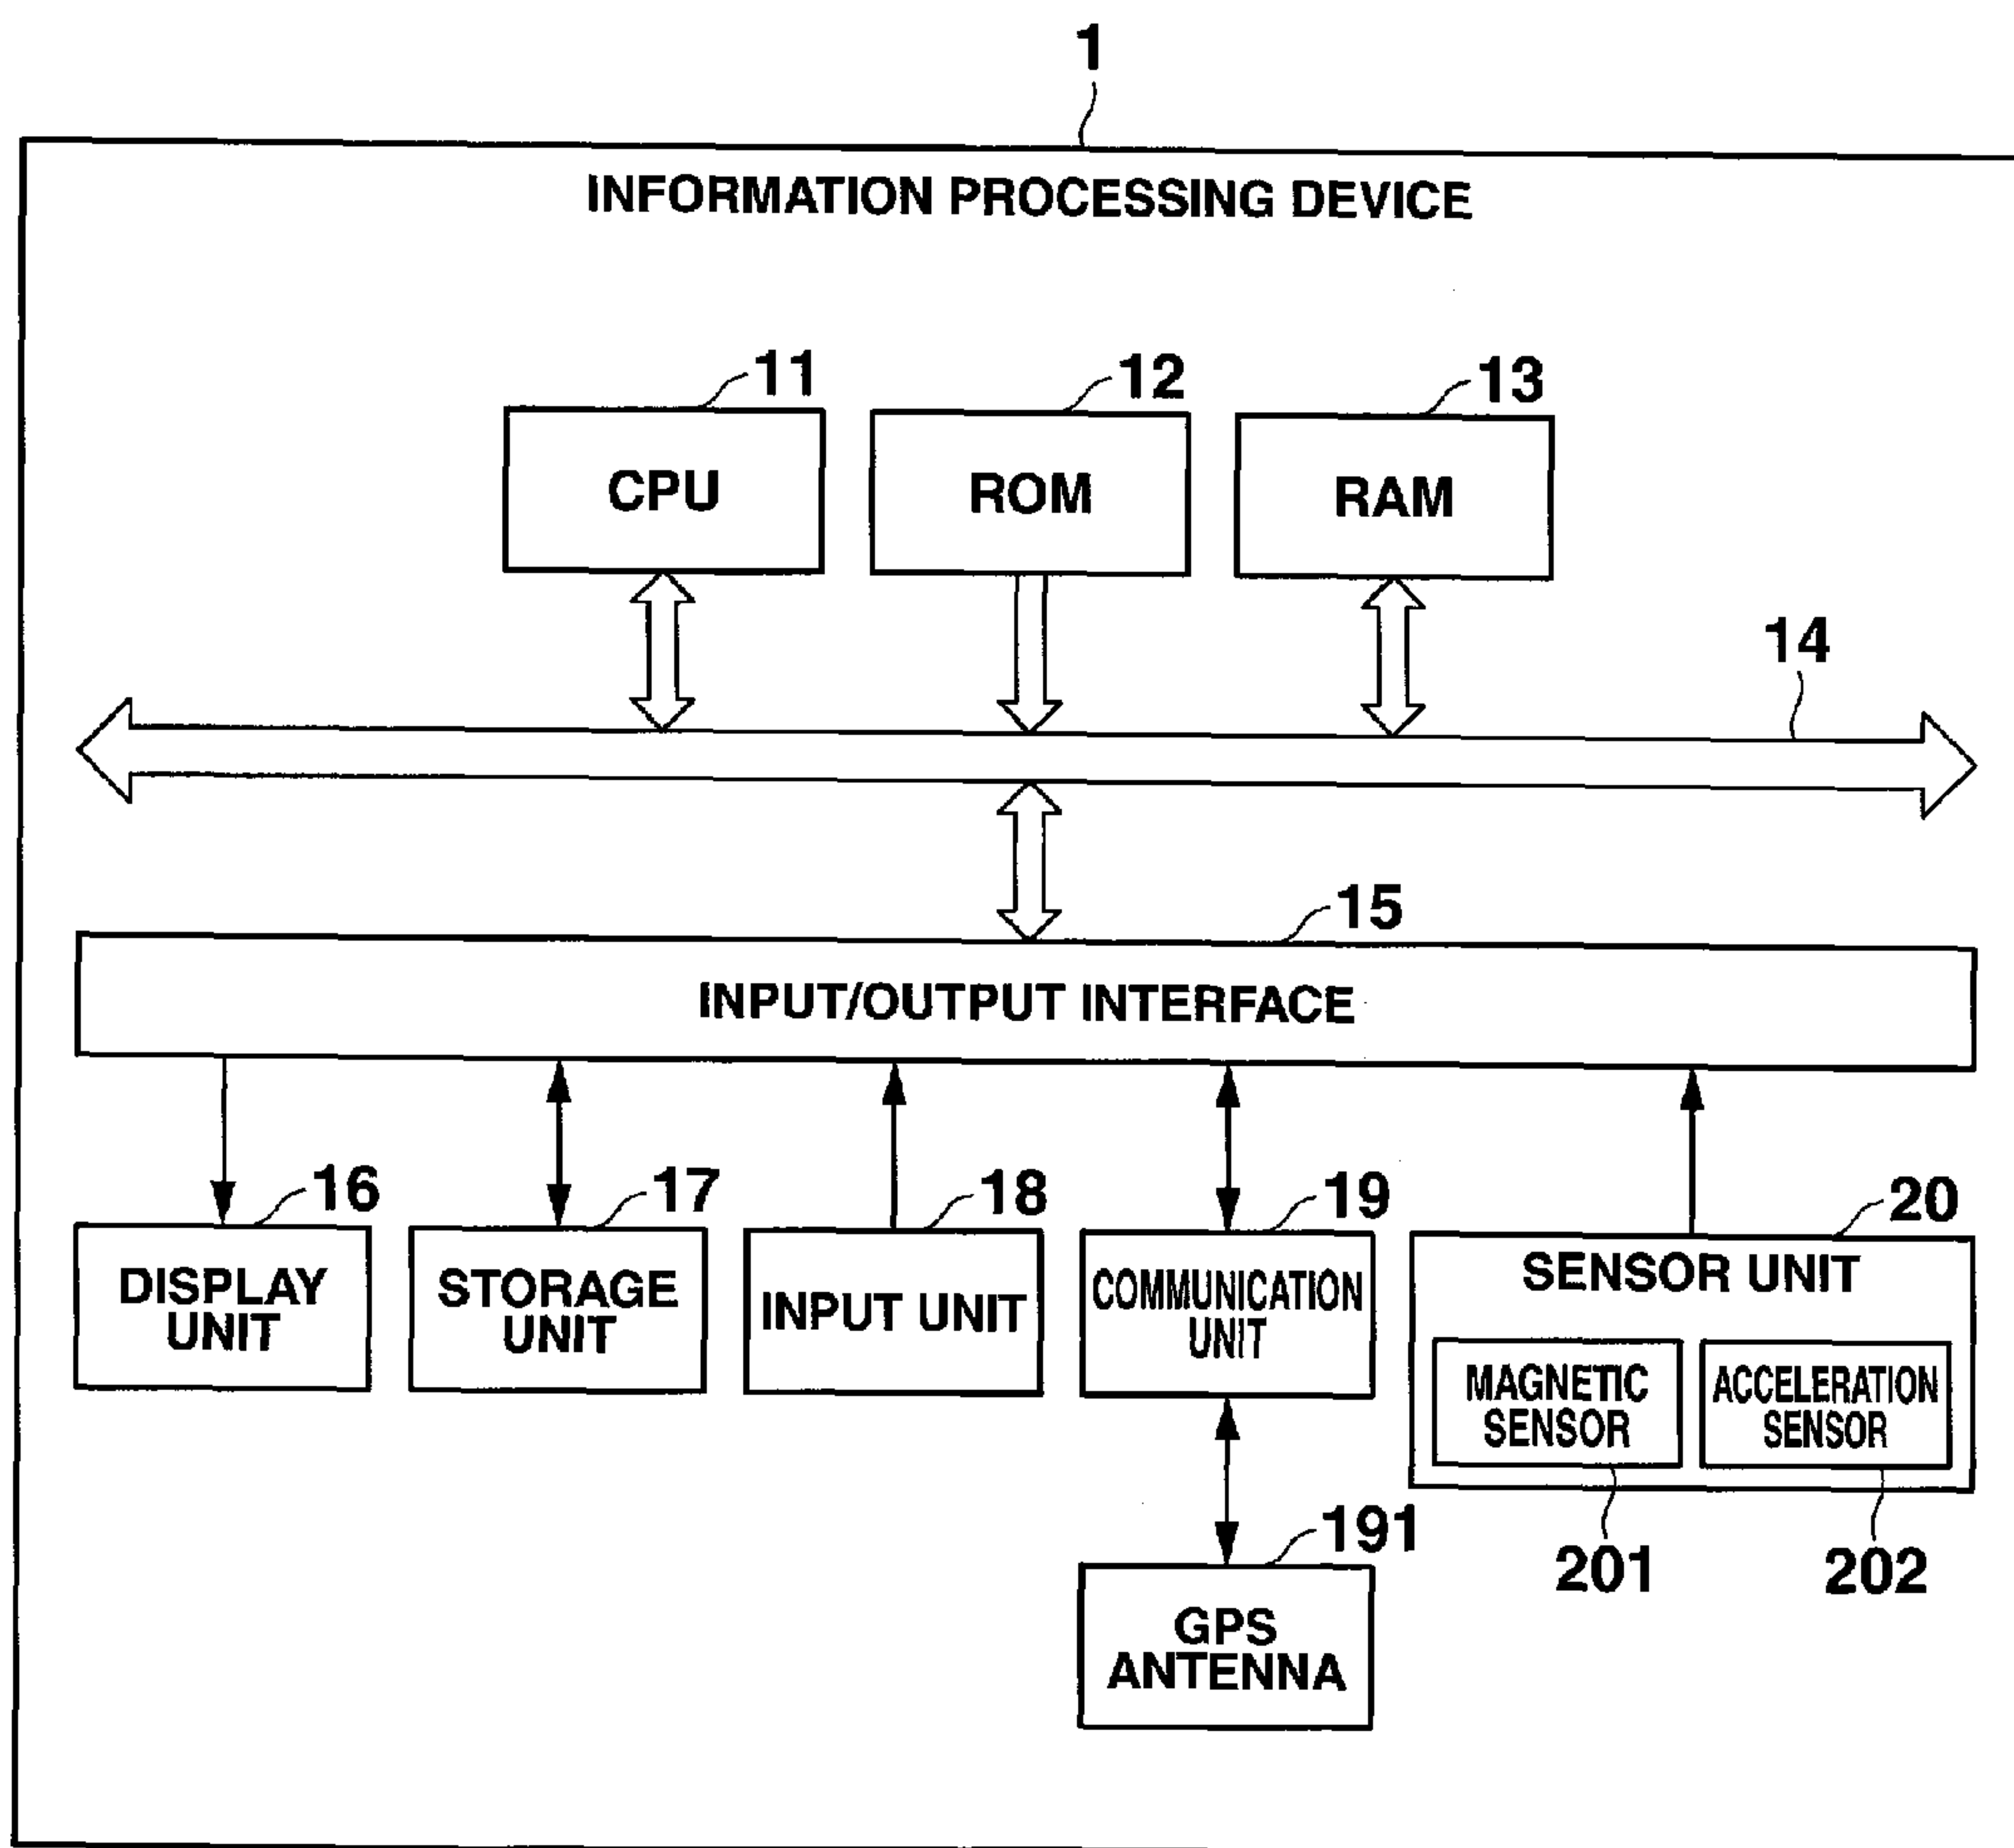 1
INFORMATION PROCESSING DEVICE
11
12
13
CPU
ROM
RAM
14
15
INPUT/OUTPUT INTERFACE
16
17
18
19
20
DISPLAY
UNIT
STORAGE
UNIT
INPUT UNIT
COMMUNICATION
UNIT
SENSOR UNIT
MAGNETIC
SENSOR
ACCELERATION
SENSOR
191
201
202
GPS
ANTENNA